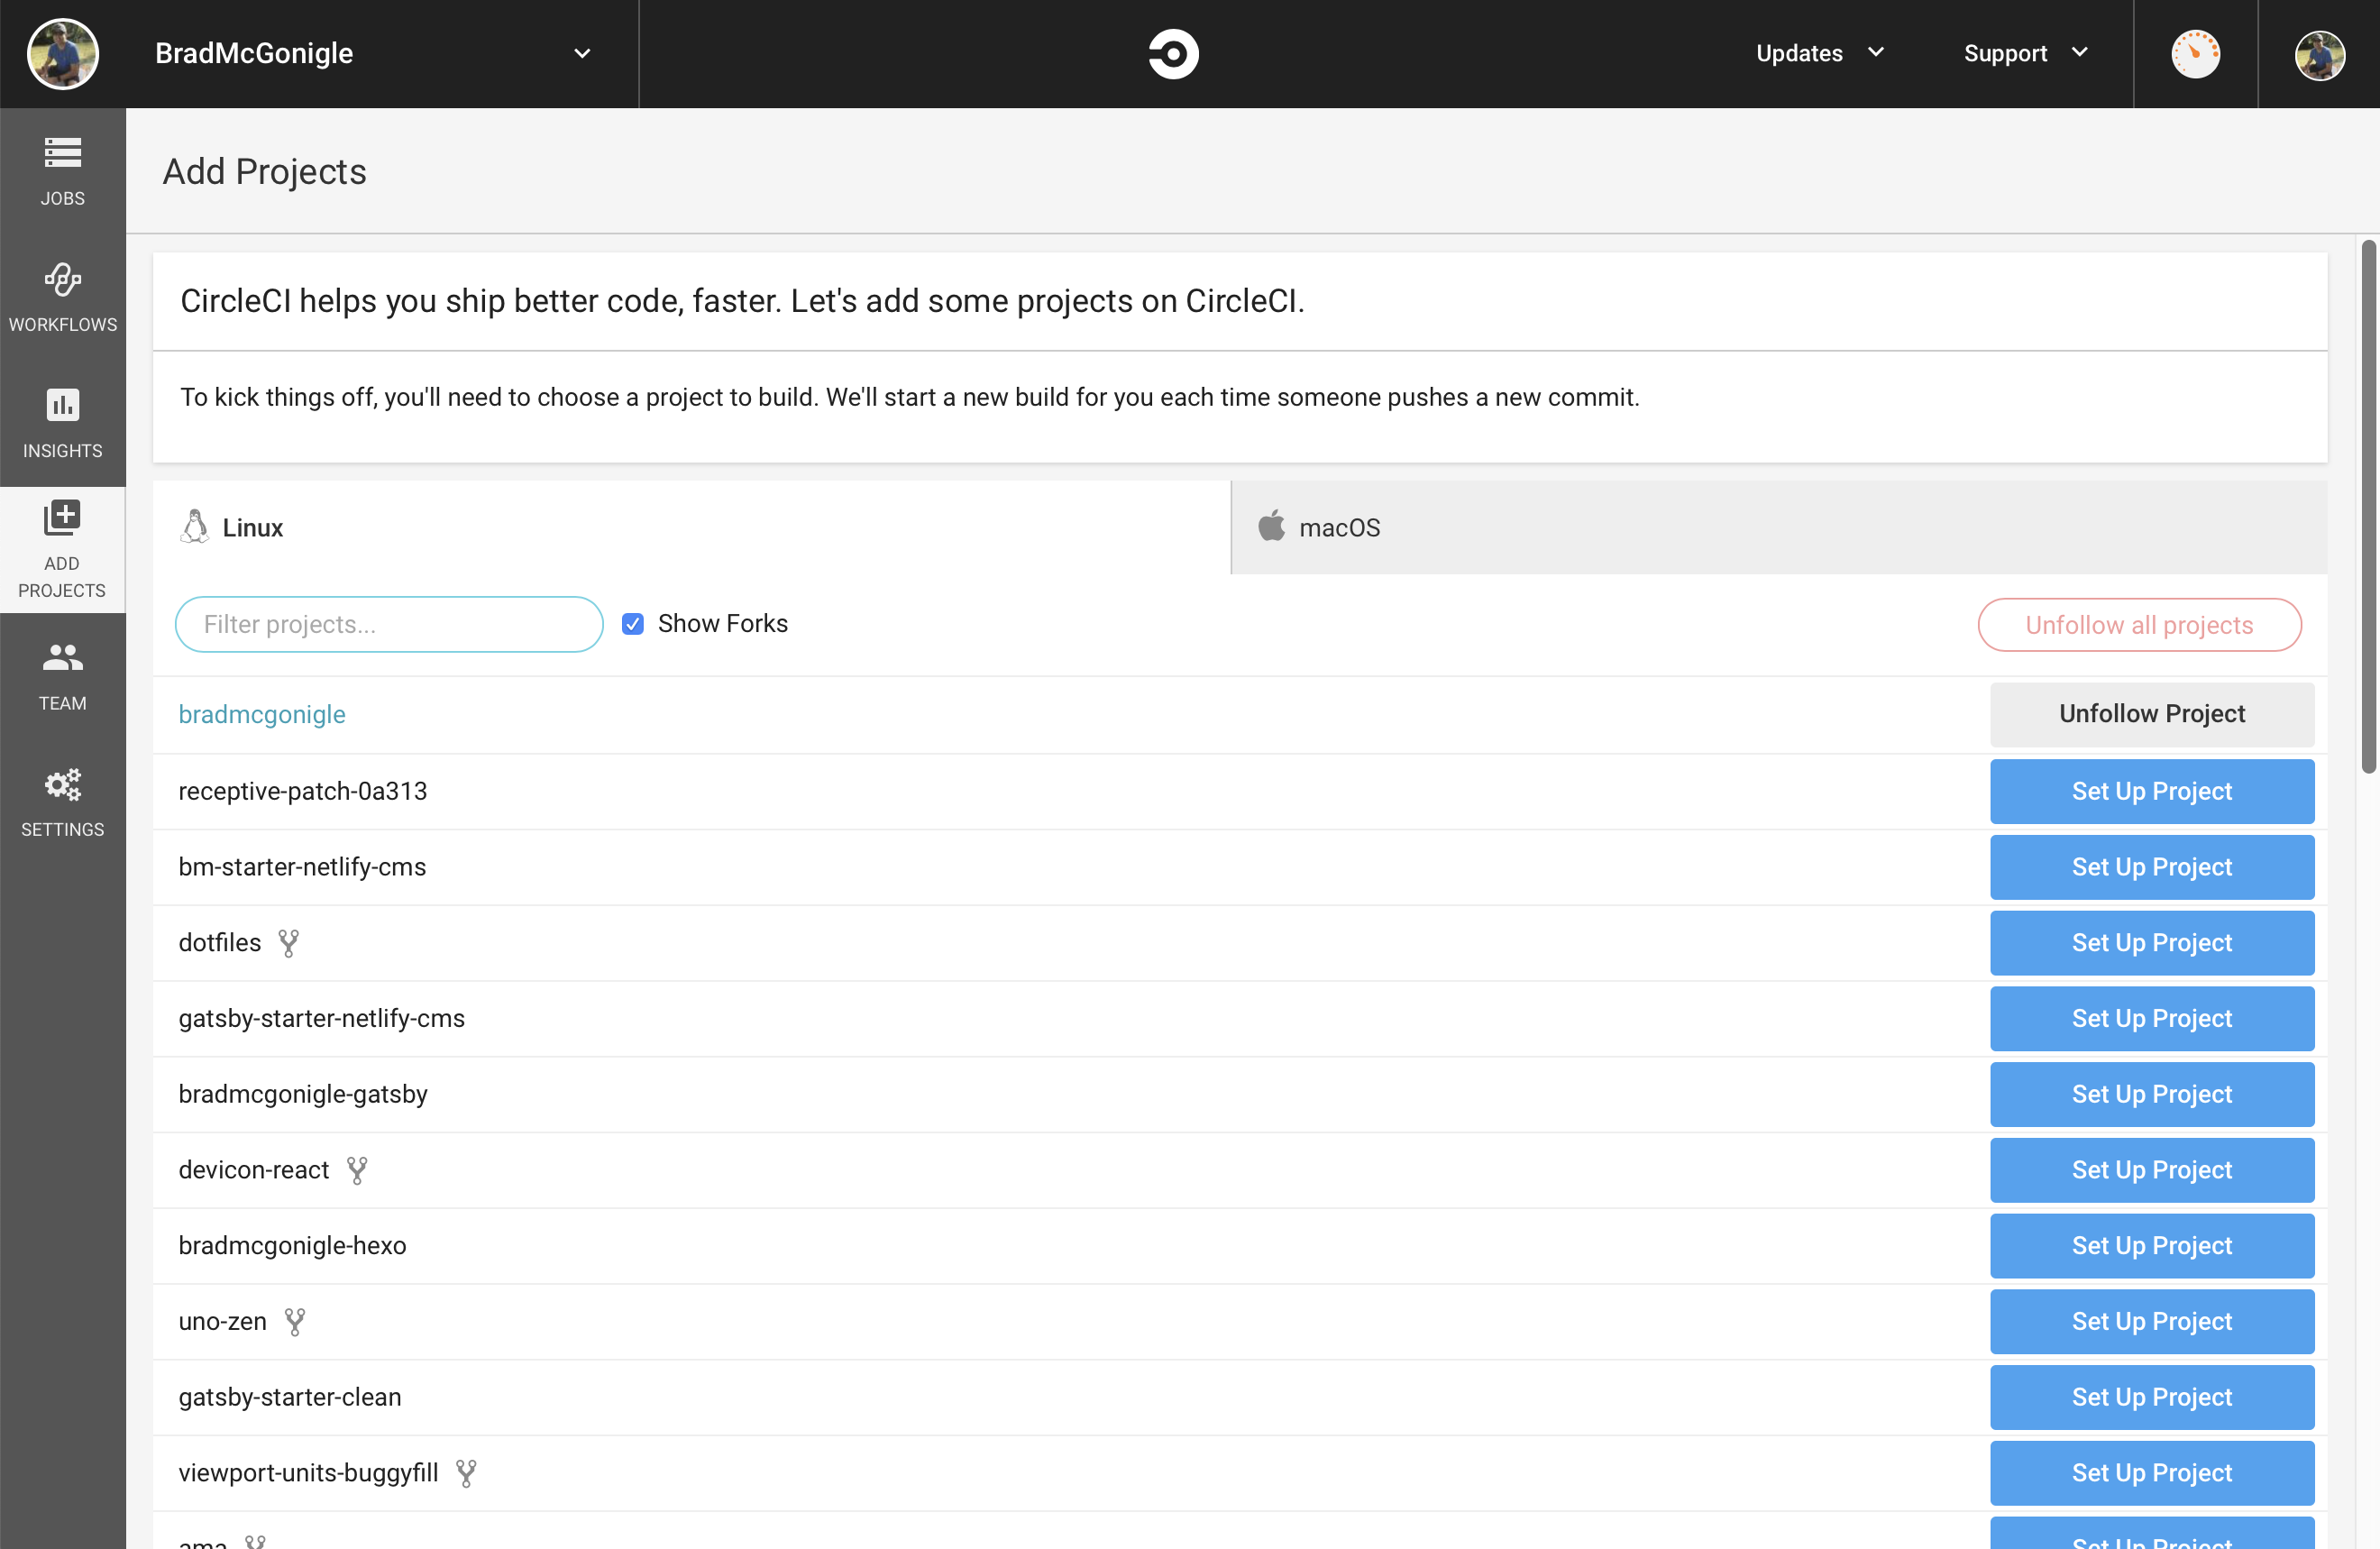 BradMcGonigle
Updates
Support
JOBS
WORKFLOWS
INSIGHTS
ADD
PROJECTS
TEAM
SETTINGS
Add Projects
CircleCI helps you ship better code, faster. Let's add some projects on CircleCI.
To kick things off, you'll need to choose a project to build. We'll start a new build for you each time someone pushes a new commit.
Linux
macOS
Filter projects...
Show Forks
Unfollow all projects
bradmcgonigle
Unfollow Project
receptive-patch-0a313
Set Up Project
bm-starter-netlify-cms
Set Up Project
dotfiles
Set Up Project
gatsby-starter-netlify-cms
Set Up Project
bradmcgonigle-gatsby
Set Up Project
devicon-react
Set Up Project
bradmcgonigle-hexo
Set Up Project
uno-zen
Set Up Project
gatsby-starter-clean
Set Up Project
viewport-units-buggyfill
Set Up Project
ama
Set Up Project